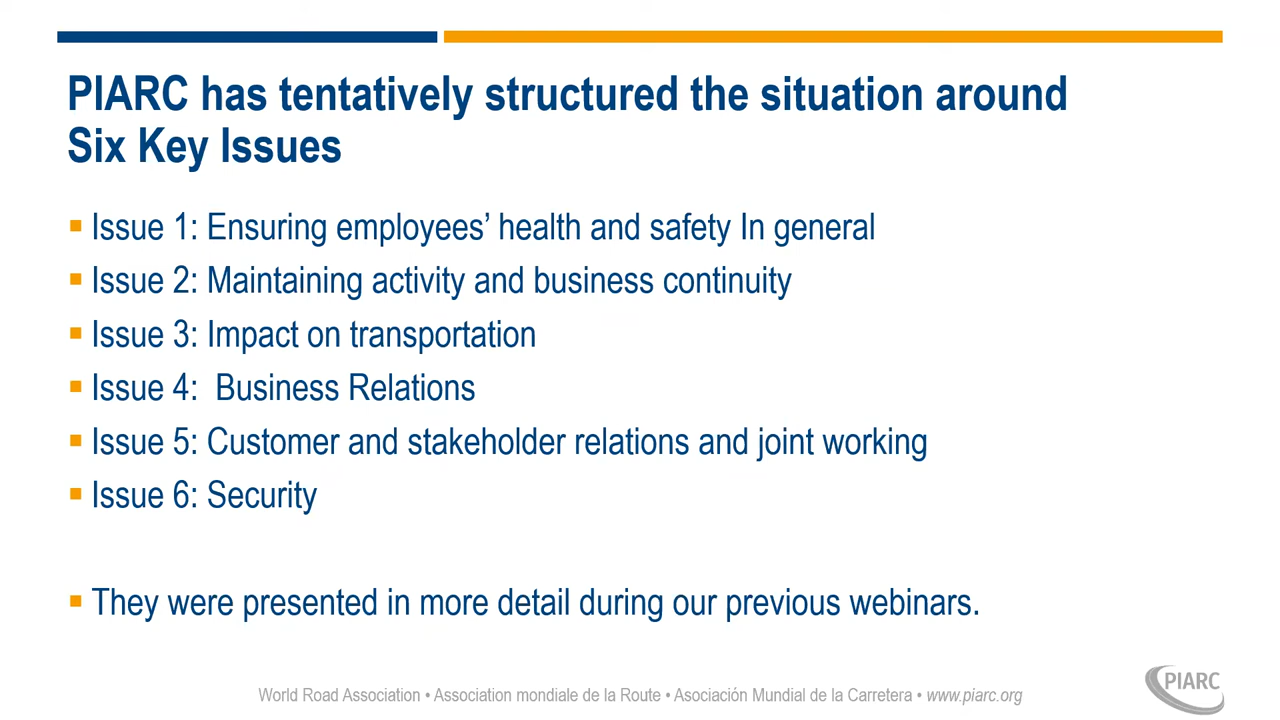 PIARC has tentatively structured the situation around
Six Key Issues
▪ Issue 1: Ensuring employees’ health and safety In general
▪ Issue 2: Maintaining activity and business continuity
▪ Issue 3: Impact on transportation
▪ Issue 4:  Business Relations
▪ Issue 5: Customer and stakeholder relations and joint working
▪ Issue 6: Security
▪ They were presented in more detail during our previous webinars.
World Road Association • Association mondiale de la Route • Asociación Mundial de la Carretera • www.piarc.org
PIARC